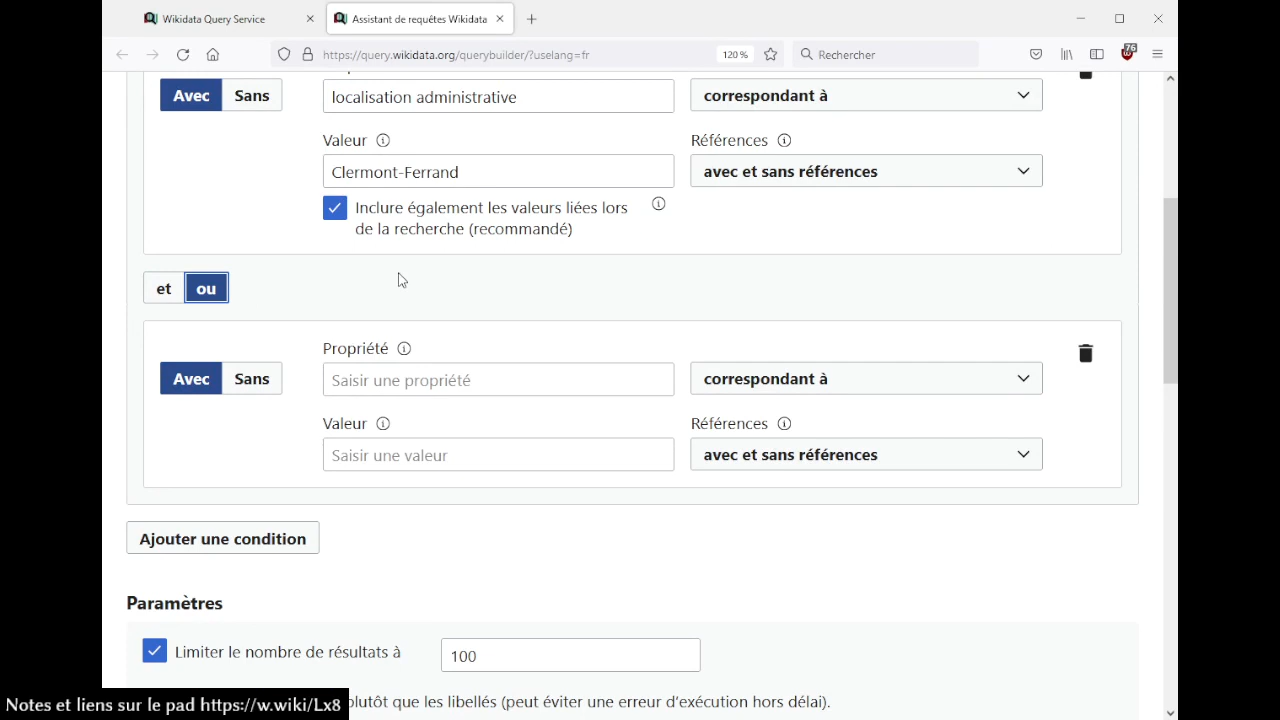 Wikidata Query Service
Assistant de requêtes Wikidata
https://query.wikidata.org/querybuilder/?uselang=fr
120 %
Rechercher
76
Avec Sans
localisation administrative
correspondant à
Valeur
Références
Clermont-Ferrand
avec et sans références
Inclure également les valeurs liées lors
de la recherche (recommandé)
et ou
Propriété
Avec Sans
Saisir une propriété
correspondant à
Valeur
Références
Saisir une valeur
avec et sans références
Ajouter une condition
Paramètres
Limiter le nombre de résultats à
100
plutôt que les libellés (peut éviter une erreur d'exécution hors délai).
Notes et liens sur le pad https://w.wiki/Lx8